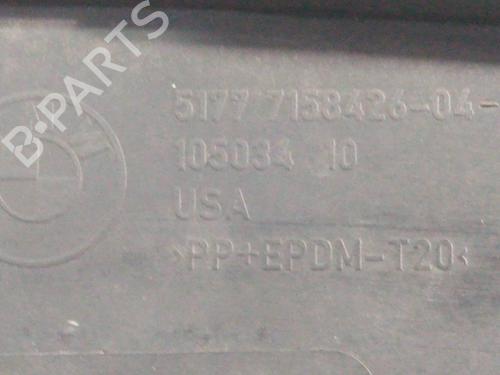 B-PARTS
5177 7158426-04-
105034 10
USA
>PP+EPDM-T20<